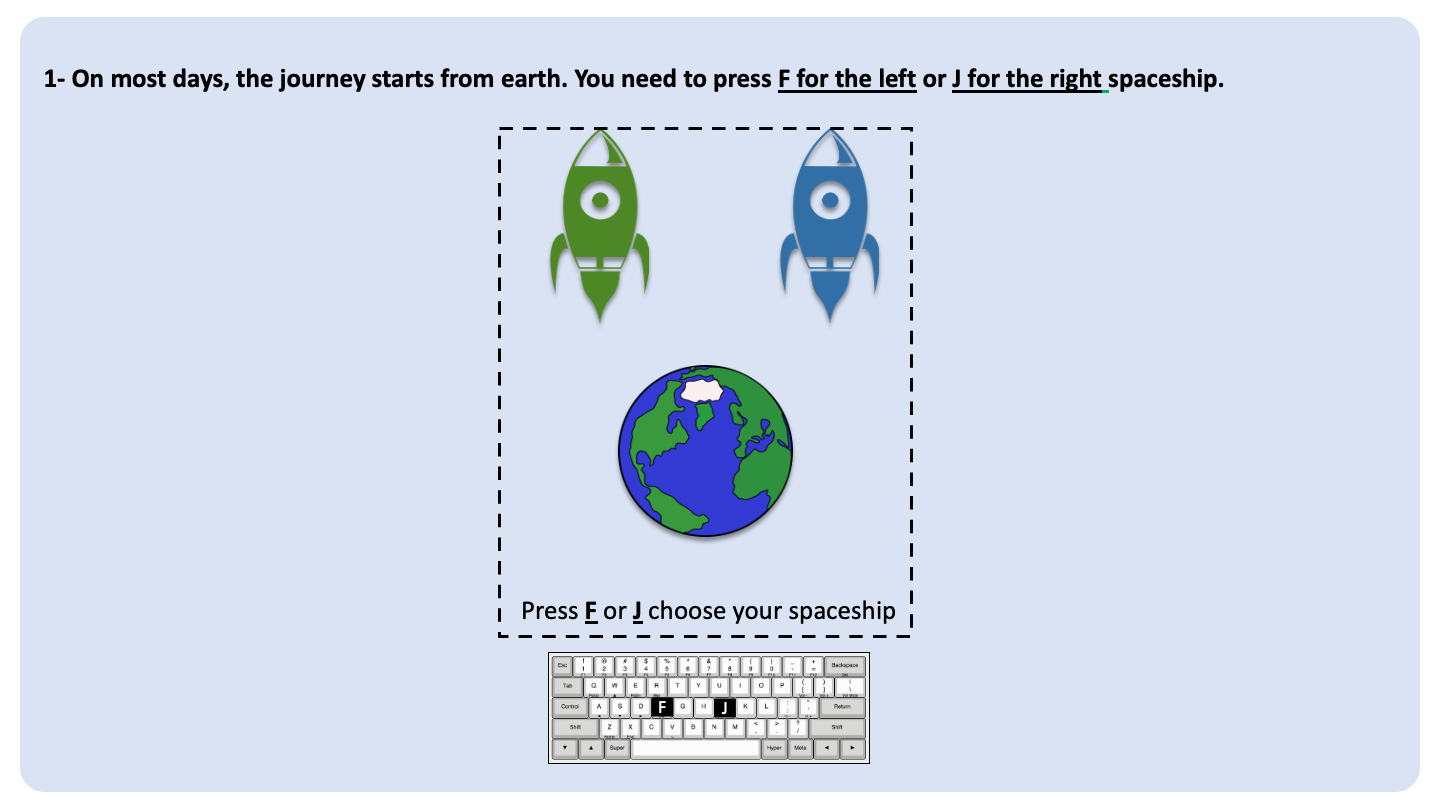 1- On most days, the journey starts from earth. You need to press F for the left or J for the right spaceship.
Press F or J choose your spaceship
Esc ! 1 @ 2 # 3 $ 4 % 5 ^ 6 & 7 * 8 ( 9 ) 0 - + = Backspace
Tab Q W E R T Y U I O P { [ } ] | \
Control A S D F G H J K L : ; Return
Shift Z X C V B N M < , > . ? / Shift
▼ ▲ Super Hyper Meta ◄ ►